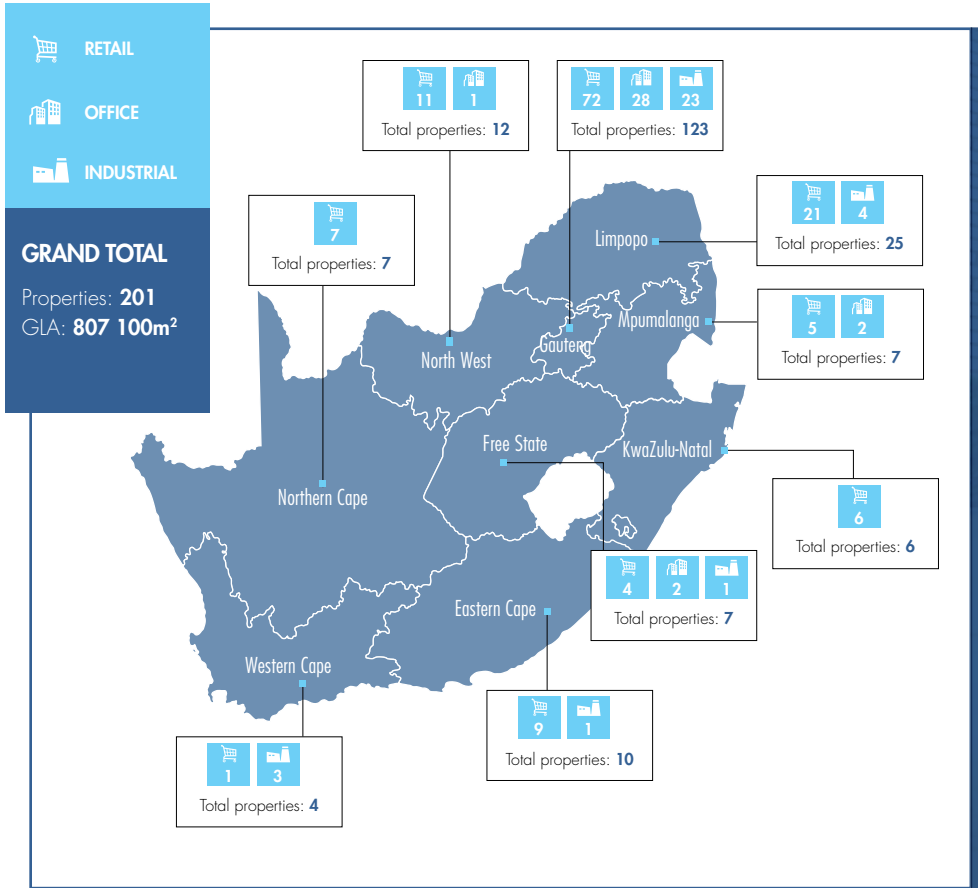 RETAIL
OFFICE
INDUSTRIAL
GRAND TOTAL
Properties: 201
GLA: 807 100m²
11 1
Total properties: 12
72 28 23
Total properties: 123
7
Total properties: 7
21 4
Total properties: 25
5 2
Total properties: 7
6
Total properties: 6
4 2 1
Total properties: 7
9 1
Total properties: 10
1 3
Total properties: 4
Limpopo
Mpumalanga
Gauteng
North West
Free State
KwaZulu-Natal
Northern Cape
Eastern Cape
Western Cape